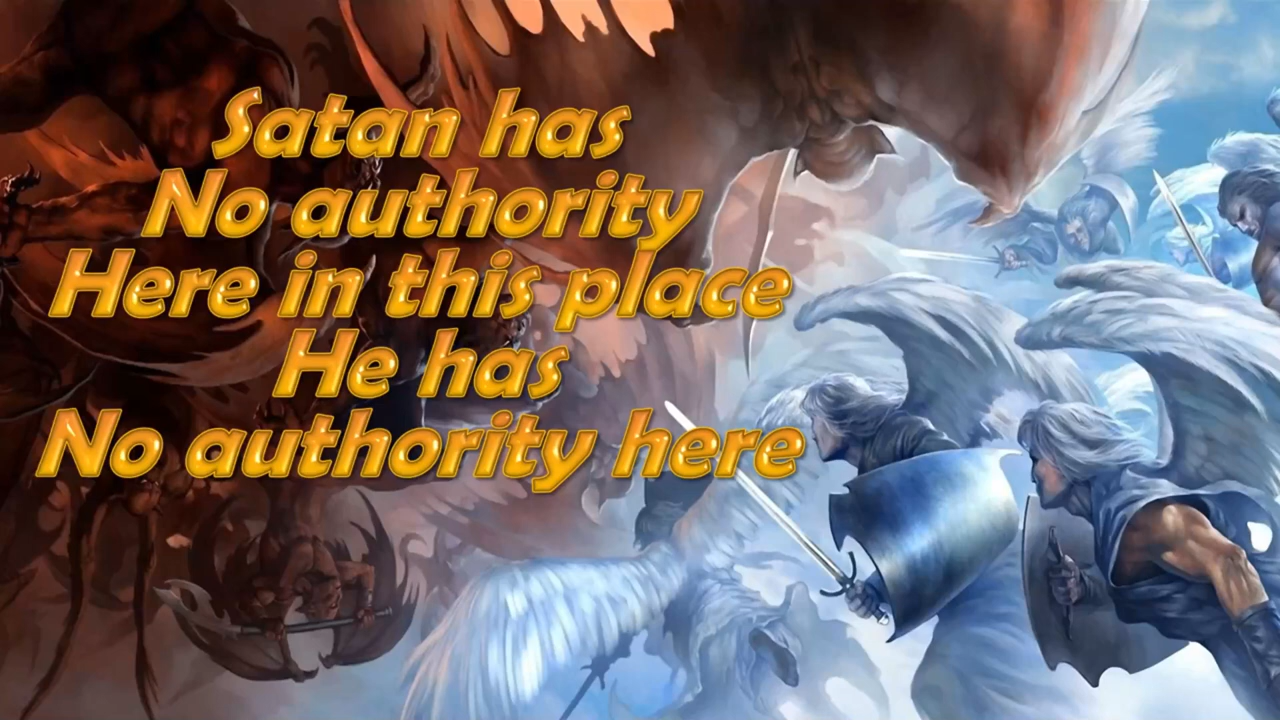 Satan has
No authority
Here in this place
He has
No authority here